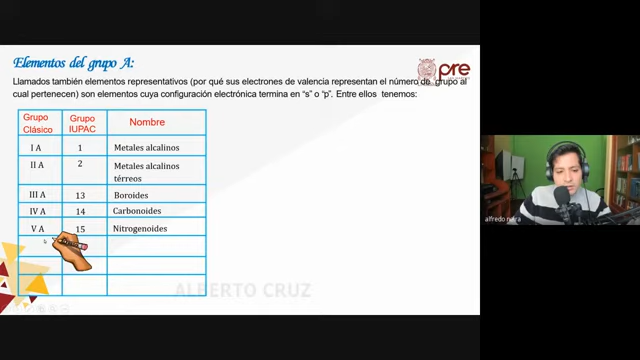 Elementos del grupo A:
pre
Llamados también elementos representativos (por qué sus electrones de valencia representan el número de grupo al
cual pertenecen) son elementos cuya configuración electrónica termina en "s" o "p". Entre ellos tenemos:
Grupo Clásico Grupo IUPAC Nombre
I A 1 Metales alcalinos
II A 2 Metales alcalinos
térreos
III A 13 Boroides
IV A 14 Carbonoides
V A 15 Nitrogenoides
ALBERTO CRUZ
alfredo neira